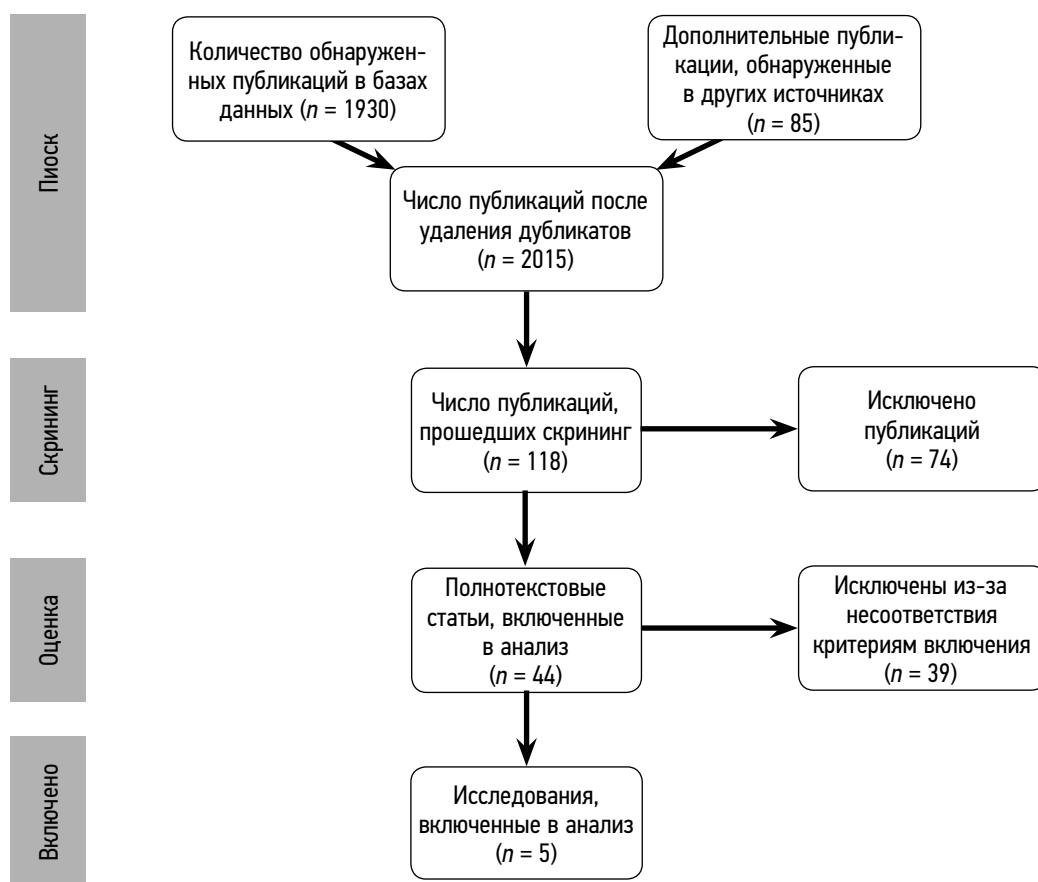 Пиоск
Количество обнаружен-
ных публикаций в базах
данных (n = 1930)
Дополнительные публи-
кации, обнаруженные
в других источниках
(n = 85)
Число публикаций после
удаления дубликатов
(n = 2015)
Скрининг
Число публикаций,
прошедших скрининг
(n = 118)
Исключено
публикаций
(n = 74)
Оценка
Полнотекстовые
статьи, включенные
в анализ
(n = 44)
Исключены из-за
несоответствия
критериям включения
(n = 39)
Включено
Исследования,
включенные в анализ
(n = 5)